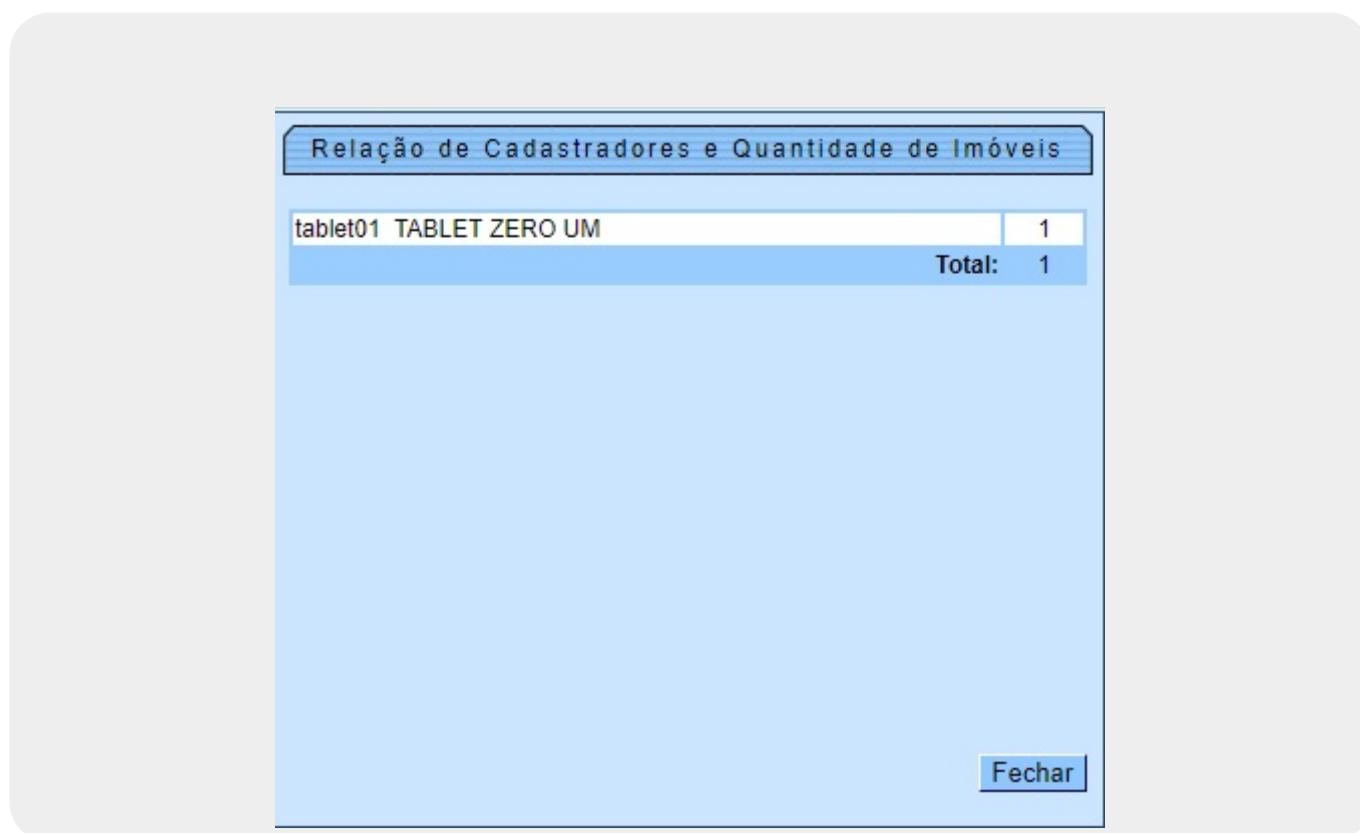 Relação de Cadastradores e Quantidade de Imóveis
tablet01 TABLET ZERO UM 1
Total: 1
Fechar